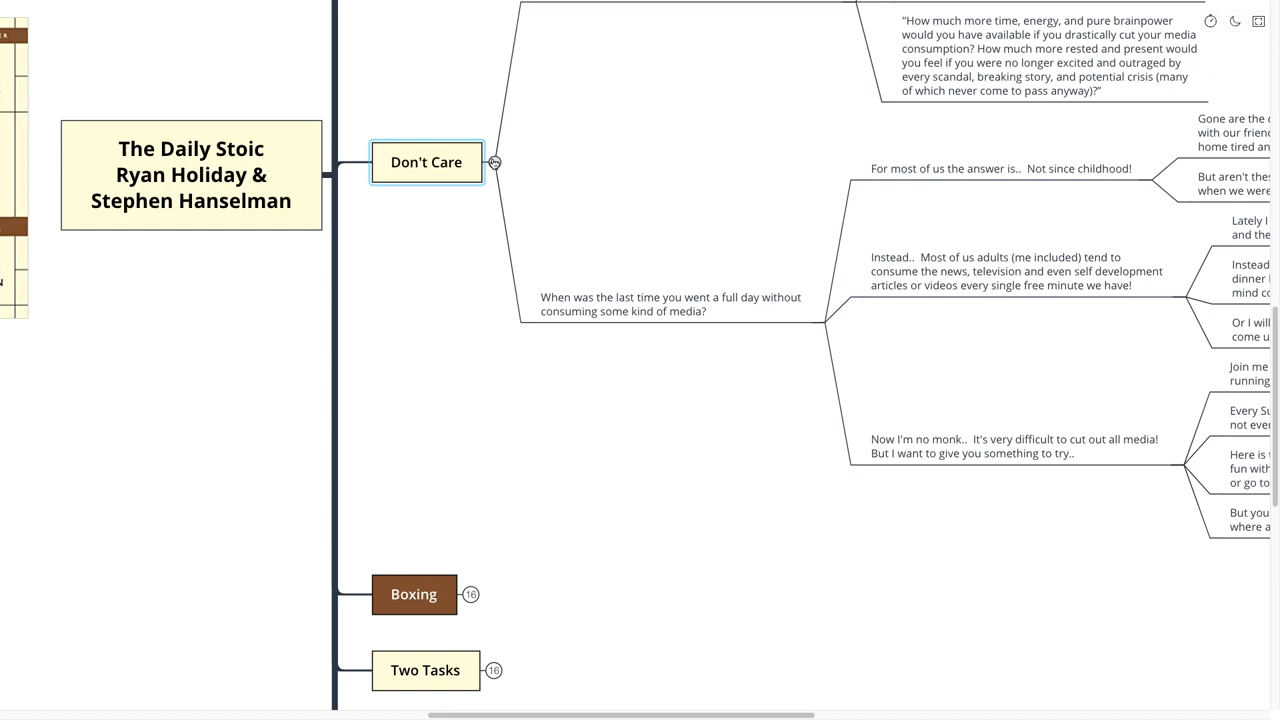 "How much more time, energy, and pure brainpower
would you have available if you drastically cut your media
consumption? How much more rested and present would
you feel if you were no longer excited and outraged by
every scandal, breaking story, and potential crisis (many
of which never come to pass anyway)?"
The Daily Stoic
Ryan Holiday &
Stephen Hanselman
Don't Care
When was the last time you went a full day without
consuming some kind of media?
For most of us the answer is.. Not since childhood!
Gone are the
with our
home tired
But aren't
when we were
Instead.. Most of us adults (me included) tend to
consume the news, television and even self development
articles or videos every single free minute we have!
Lately I
and
Instead
dinner
mind
Or I will
come
Now I'm no monk.. It's very difficult to cut out all media!
But I want to give you something to try..
Join me
running
Every
not
Here is
fun with
or go to
But you
where
Boxing
16
Two Tasks
16